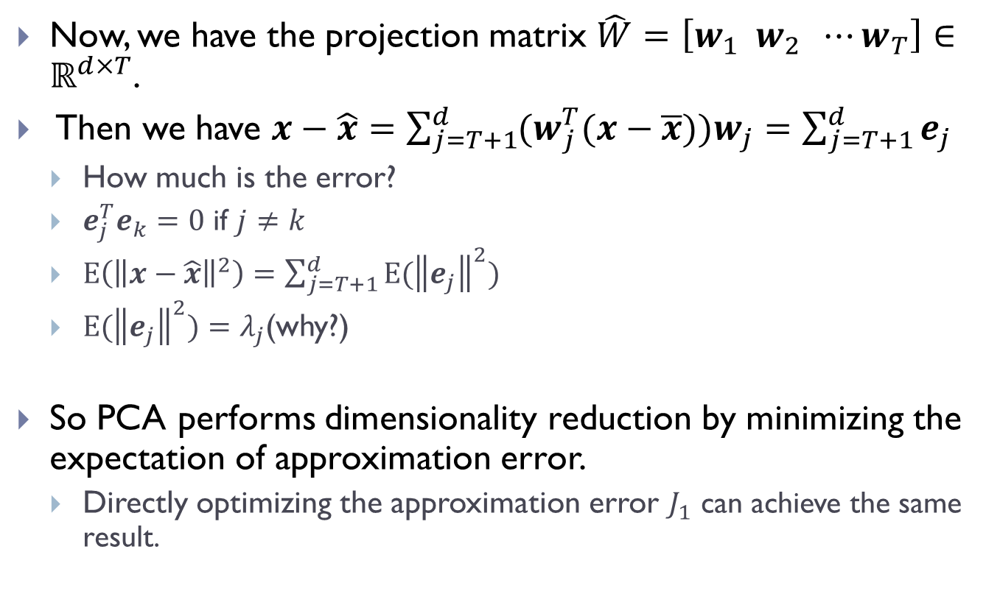 Now, we have the projection matrix $\widehat{W} = [\boldsymbol{w}_1 \ \boldsymbol{w}_2 \ \cdots \boldsymbol{w}_T] \in$
$\mathbb{R}^{d \times T}$.
Then we have $\boldsymbol{x} - \widehat{\boldsymbol{x}} = \sum_{j=T+1}^{d} (\boldsymbol{w}_j^T (\boldsymbol{x} - \overline{\boldsymbol{x}})) \boldsymbol{w}_j = \sum_{j=T+1}^{d} \boldsymbol{e}_j$
How much is the error?
$\boldsymbol{e}_j^T \boldsymbol{e}_k = 0$ if $j \neq k$
$\mathrm{E}(\|\boldsymbol{x} - \widehat{\boldsymbol{x}}\|^2) = \sum_{j=T+1}^{d} \mathrm{E}(\|\boldsymbol{e}_j\|^2)$
$\mathrm{E}(\|\boldsymbol{e}_j\|^2) = \lambda_j$(why?)
So PCA performs dimensionality reduction by minimizing the
expectation of approximation error.
Directly optimizing the approximation error $J_1$ can achieve the same
result.